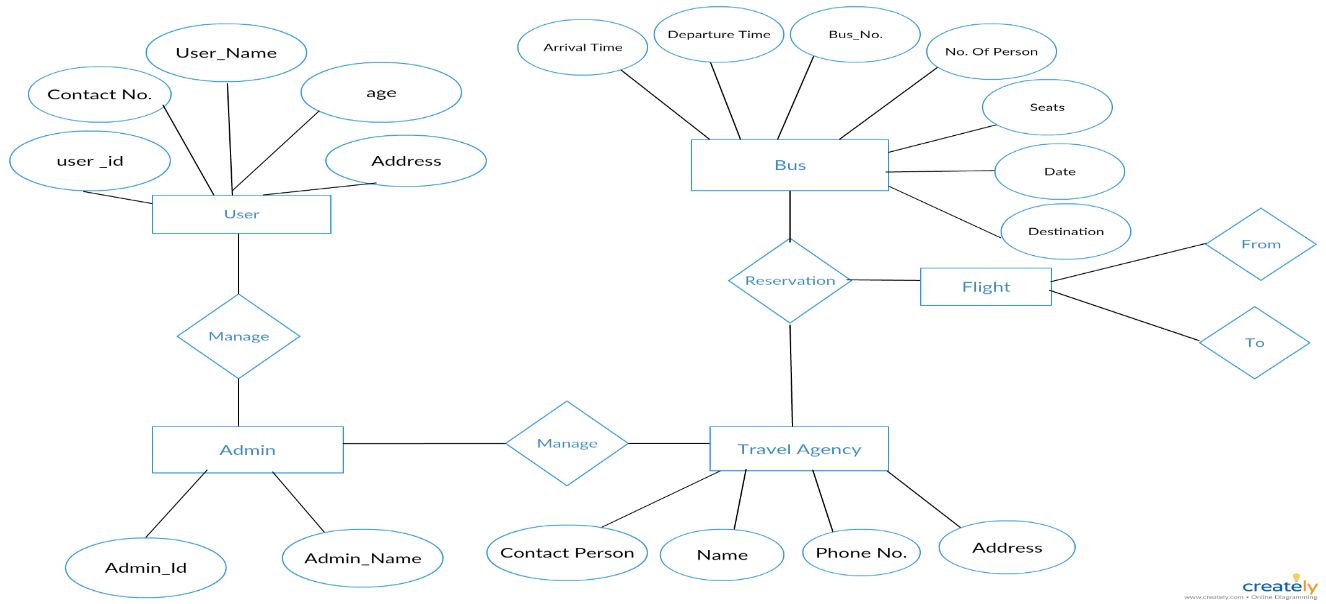 User_Name
Contact No.
age
user _id
Address
User
Arrival Time
Departure Time
Bus_No.
No. Of Person
Seats
Date
Destination
Bus
Reservation
Flight
From
To
Manage
Admin
Manage
Travel Agency
Admin_Id
Admin_Name
Contact Person
Name
Phone No.
Address
creately
www.creately.com • Online Diagramming